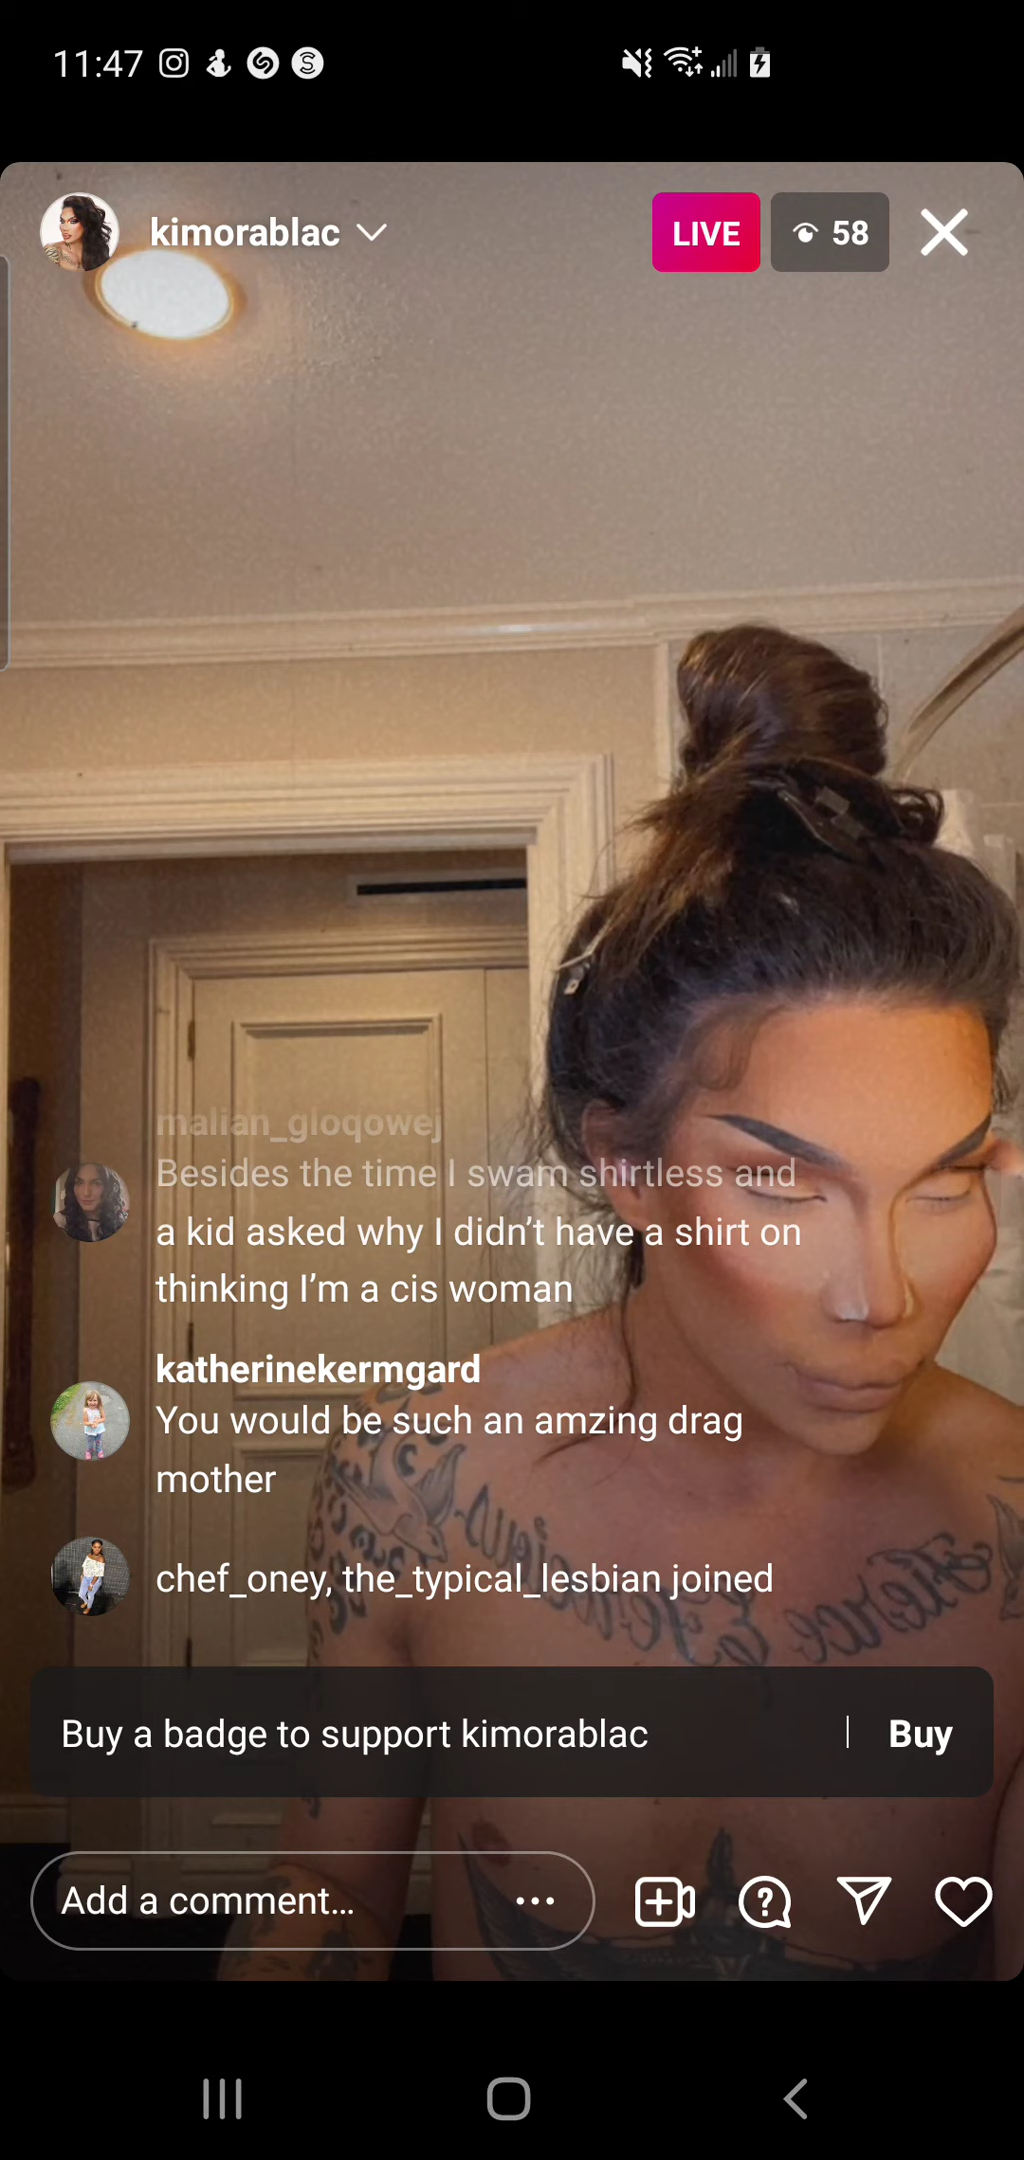 11:47
kimorablac
LIVE
58
malian_gloqowej
Besides the time I swam shirtless and
a kid asked why I didn’t have a shirt on
thinking I’m a cis woman
katherinekermgard
You would be such an amzing drag
mother
chef_oney, the_typical_lesbian joined
Buy a badge to support kimorablac
Buy
Add a comment...